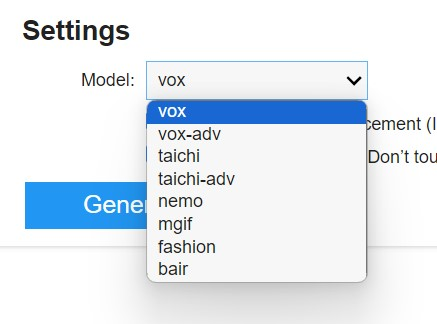 Settings
Model: vox
vox
cement (
vox-adv
taichi
Don't tou
taichi-adv
nemo
Gene
mgif
fashion
bair